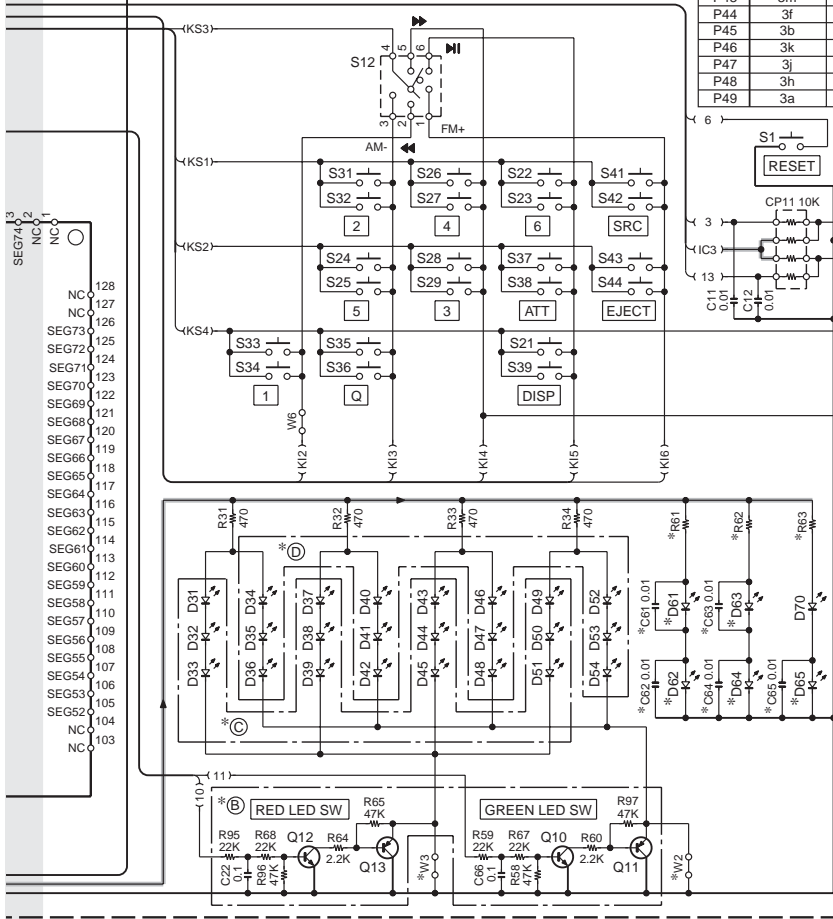 P44 3f
P45 3b
P46 3k
P47 3j
P48 3h
P49 3a
KS3
S12
4 5 6
3 2 1
AM-
FM+
6
S1
RESET
KS1
S31
S32
2
S26
S27
4
S22
S23
6
S41
S42
SRC
CP11 10K
3
IC3
13
C11 0.01
C12 0.01
KS2
S24
S25
5
S28
S29
3
S37
S38
ATT
S43
S44
EJECT
KS4
S33
S34
1
S35
S36
Q
S21
S39
DISP
W6
KI2
KI3
KI4
KI5
KI6
SEG74 3
NC 2
NC 1
NC 128
NC 127
SEG73 126
SEG72 125
SEG71 124
SEG70 123
SEG69 122
SEG68 121
SEG67 120
SEG66 119
SEG65 118
SEG64 117
SEG63 116
SEG62 115
SEG61 114
SEG60 113
SEG59 112
SEG58 111
SEG57 110
SEG56 109
SEG55 108
SEG54 107
SEG53 106
SEG52 105
NC 104
NC 103
R31 470
R32 470
R33 470
R34 470
*R61
*R62
*R63
*D
D31
D34
D37
D40
D43
D46
D49
D52
D32
D35
D38
D41
D44
D47
D50
D53
D33
D36
D39
D42
D45
D48
D51
D54
*C61 0.01
*D61
*C63 0.01
*D63
D70
*C62 0.01
*D62
*C64 0.01
*D64
*C65 0.01
*D65
*C
11
10
*B
RED LED SW
R65 47K
R95 22K
R68 22K
Q12
R64 2.2K
Q13
C22 0.1
R96 47K
*W3
GREEN LED SW
R97 47K
R59 22K
R67 22K
Q10
R60 2.2K
Q11
C66 0.1
R58 47K
*W2